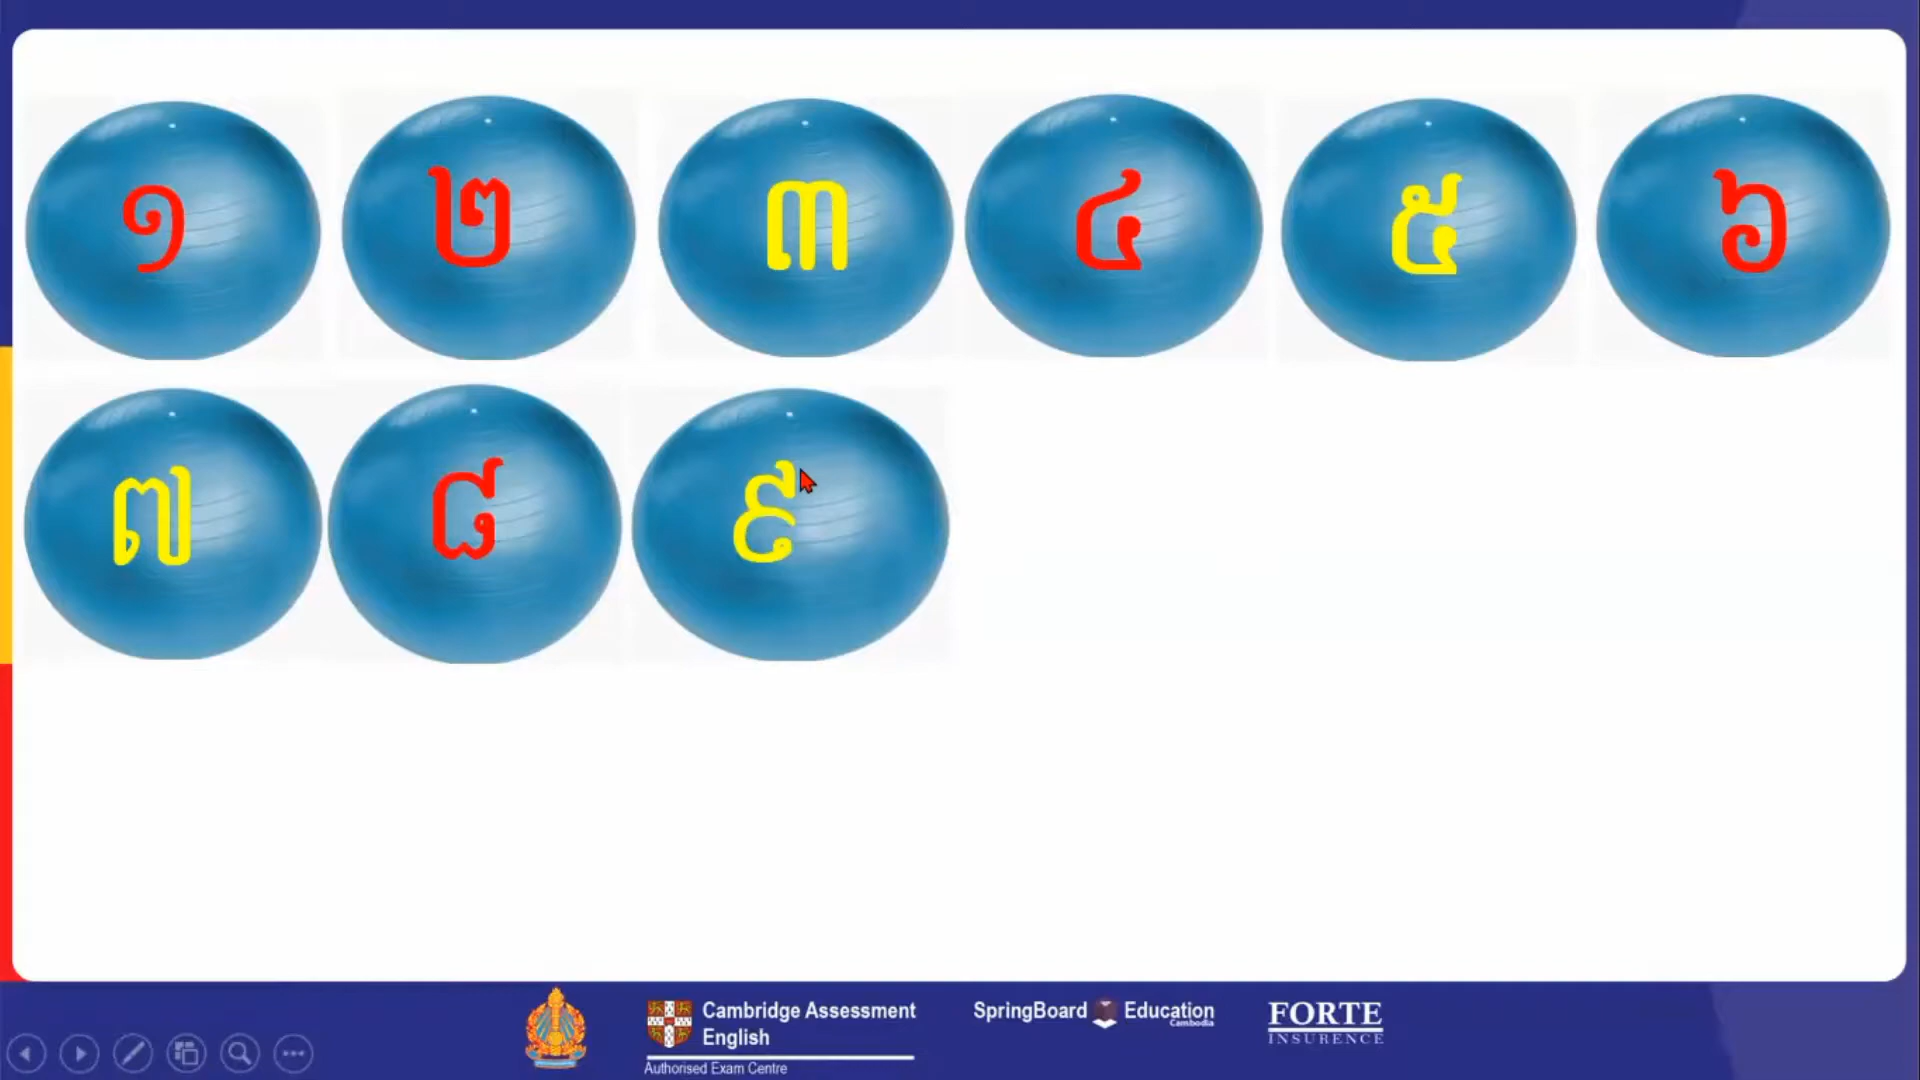 ១ ២ ៣ ៤ ៥ ៦
៧ ៨ ៩
Cambridge Assessment
English
Authorised Exam Centre
SpringBoard Education
Cambodia
FORTE
INSURENCE